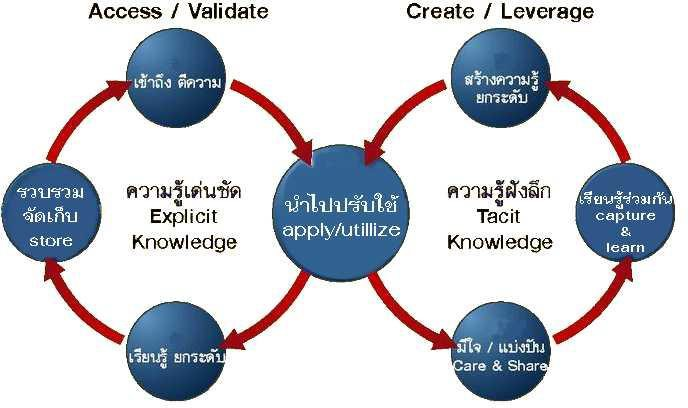 Access / Validate
Create / Leverage
เข้าถึง ตีความ
สร้างความรู้
ยกระดับ
รวบรวม
จัดเก็บ
store
ความรู้เด่นชัด
Explicit
Knowledge
นำไปปรับใช้
apply/utillize
ความรู้ฝังลึก
Tacit
Knowledge
เรียนรู้ร่วมกัน
capture
&
learn
เรียนรู้ ยกระดับ
มีใจ / แบ่งปัน
Care & Share